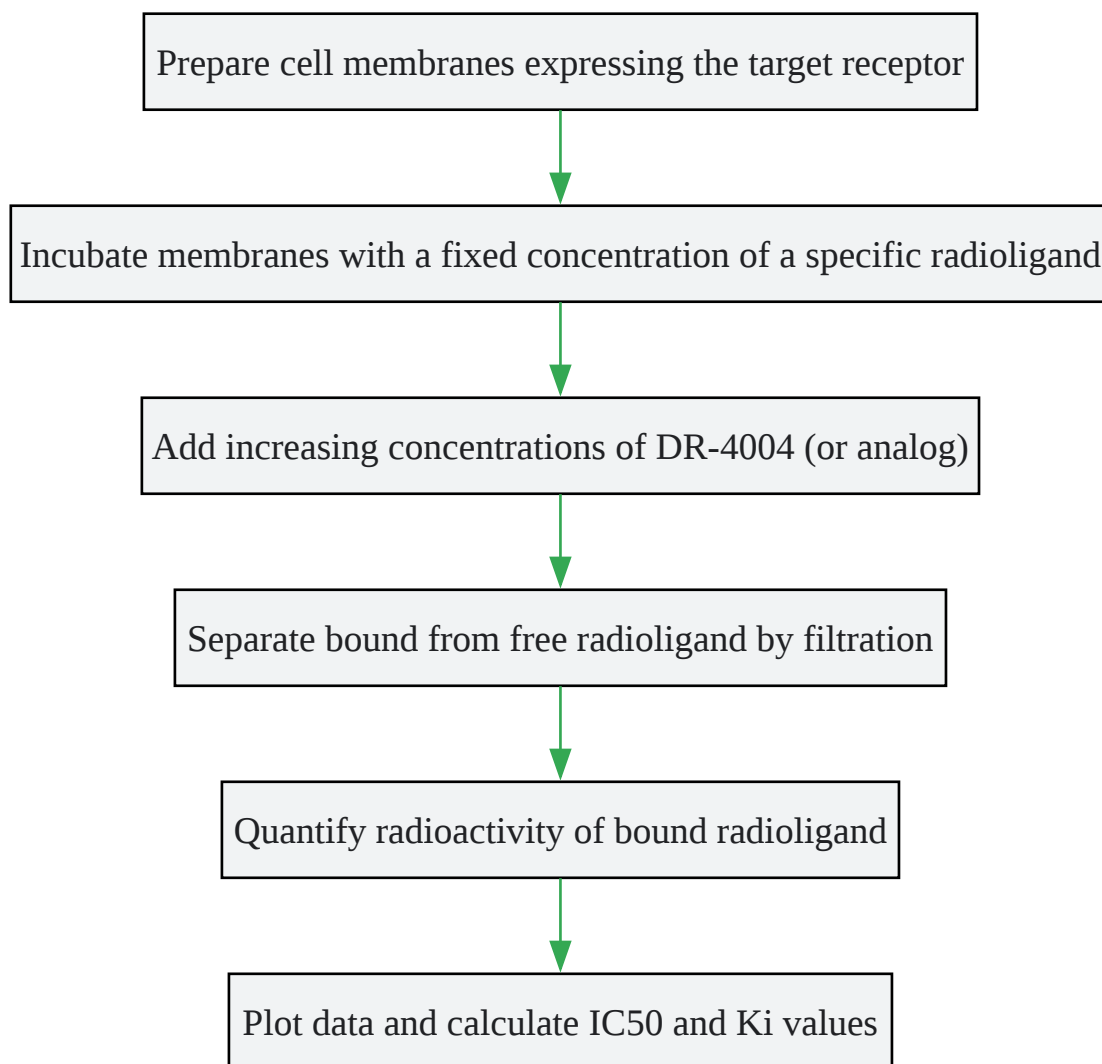 Prepare cell membranes expressing the target receptor
Incubate membranes with a fixed concentration of a specific radioligand
Add increasing concentrations of DR-4004 (or analog)
Separate bound from free radioligand by filtration
Quantify radioactivity of bound radioligand
Plot data and calculate IC50 and Ki values